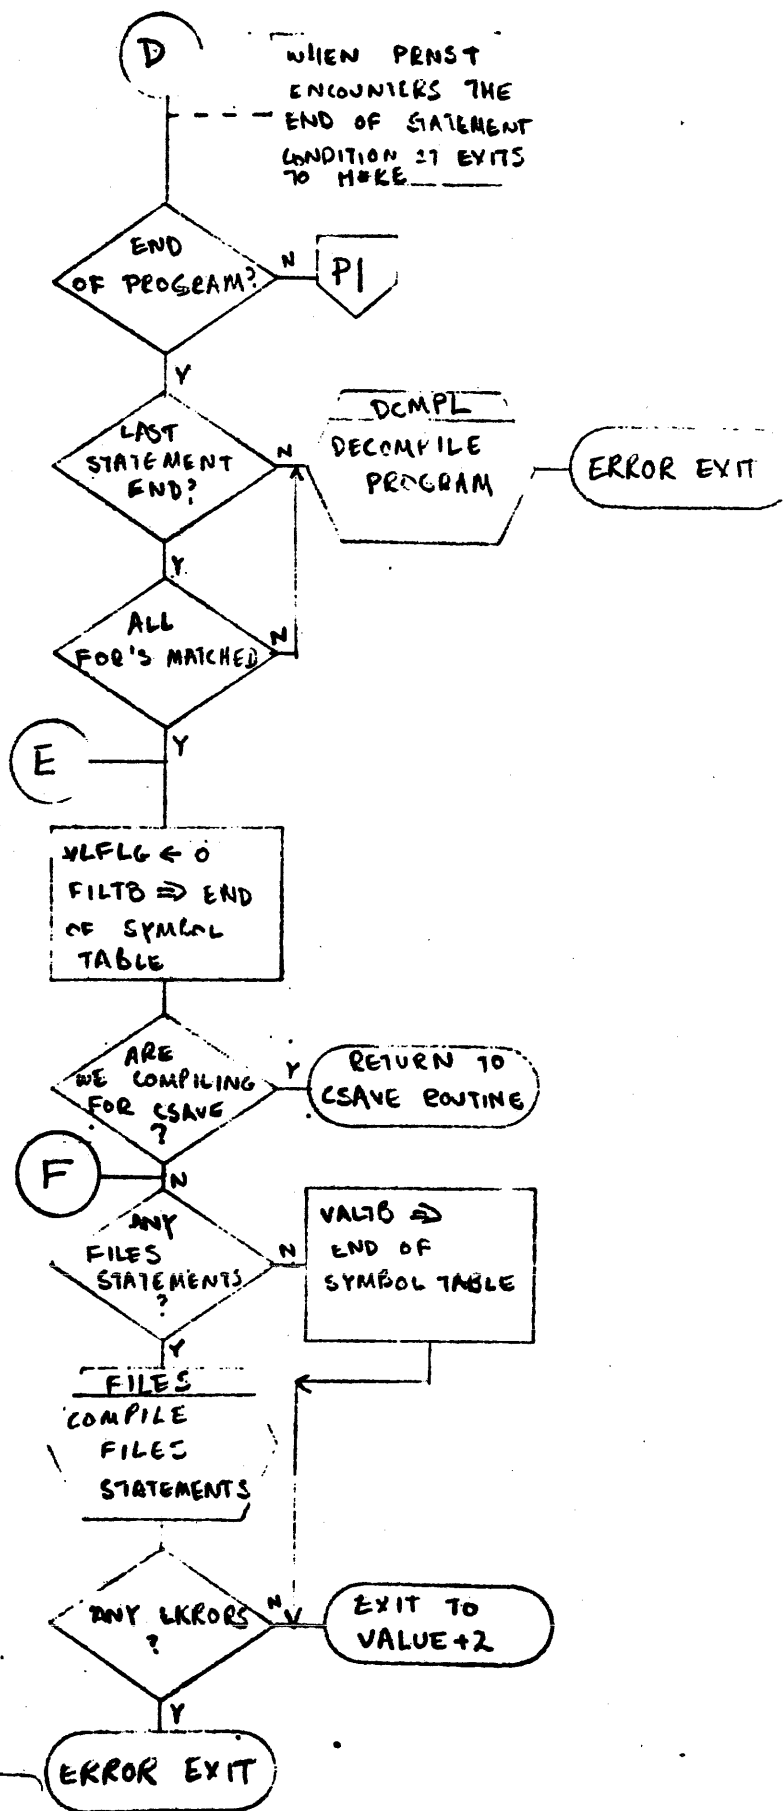 D
WHEN PRNST
ENCOUNTERS THE
END OF STATEMENT
CONDITION IT EXITS
TO
END
OF PROGRAM?
N
P1
Y
LAST
STATEMENT
END?
N
DCMPL
DECOMPILE
PROGRAM
ERROR EXIT
Y
ALL
FOR'S MATCHED
N
Y
E
← 0
FILTB ⇒ END
OF SYMBOL
TABLE
ARE
WE COMPILING
FOR CSAVE
?
Y
RETURN TO
CSAVE ROUTINE
F
N
ANY
FILES
STATEMENTS
?
N
VALTB ⇒
END OF
SYMBOL TABLE
Y
FILES
COMPILE
FILES
STATEMENTS
ANY ERRORS
?
N
EXIT TO
VALUE+2
Y
ERROR EXIT